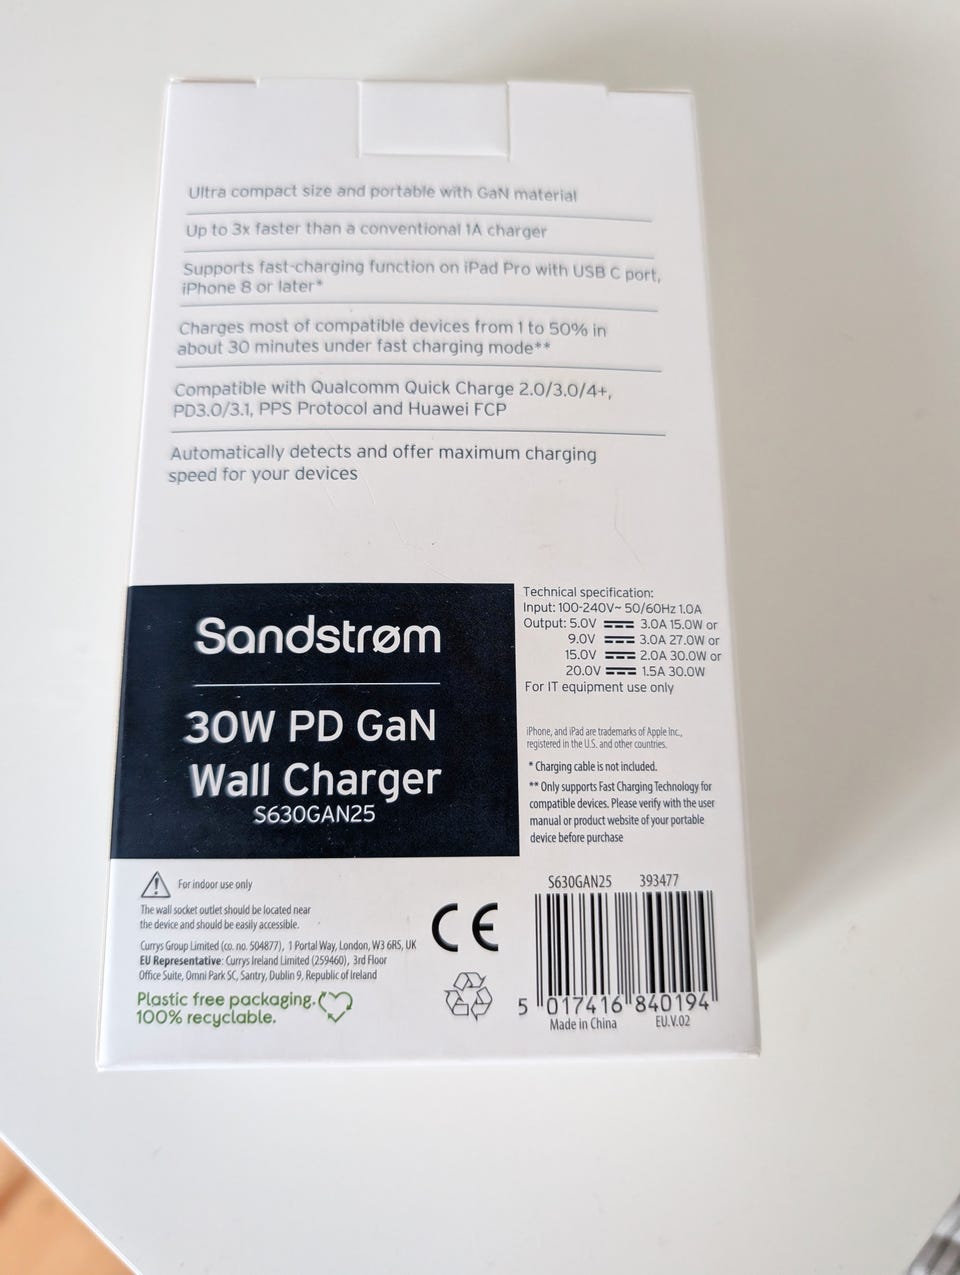 Ultra compact size and portable with GaN material
Up to 3x faster than a conventional 1A charger
Supports fast-charging function on iPad Pro with USB C port,
iPhone 8 or later*
Charges most of compatible devices from 1 to 50% in
about 30 minutes under fast charging mode**
Compatible with Qualcomm Quick Charge 2.0/3.0/4+,
PD3.0/3.1, PPS Protocol and Huawei FCP
Automatically detects and offer maximum charging
speed for your devices
Sandstrøm
30W PD GaN
Wall Charger
S630GAN25
Technical specification:
Input: 100-240V~ 50/60Hz 1.0A
Output: 5.0V ⎓ 3.0A 15.0W or
9.0V ⎓ 3.0A 27.0W or
15.0V ⎓ 2.0A 30.0W or
20.0V ⎓ 1.5A 30.0W
For IT equipment use only
iPhone, and iPad are trademarks of Apple Inc.,
registered in the U.S. and other countries.
* Charging cable is not included.
** Only supports Fast Charging Technology for
compatible devices. Please verify with the user
manual or product website of your portable
device before purchase
For indoor use only
The wall socket outlet should be located near
the device and should be easily accessible.
Currys Group Limited (co. no. 504877), 1 Portal Way, London, W3 6RS, UK
EU Representative: Currys Ireland Limited (259460), 3rd Floor
Office Suite, Omni Park SC, Santry, Dublin 9, Republic of Ireland
Plastic free packaging.
100% recyclable.
CE
S630GAN25 393477
5 017416 840194
Made in China EU.V.02